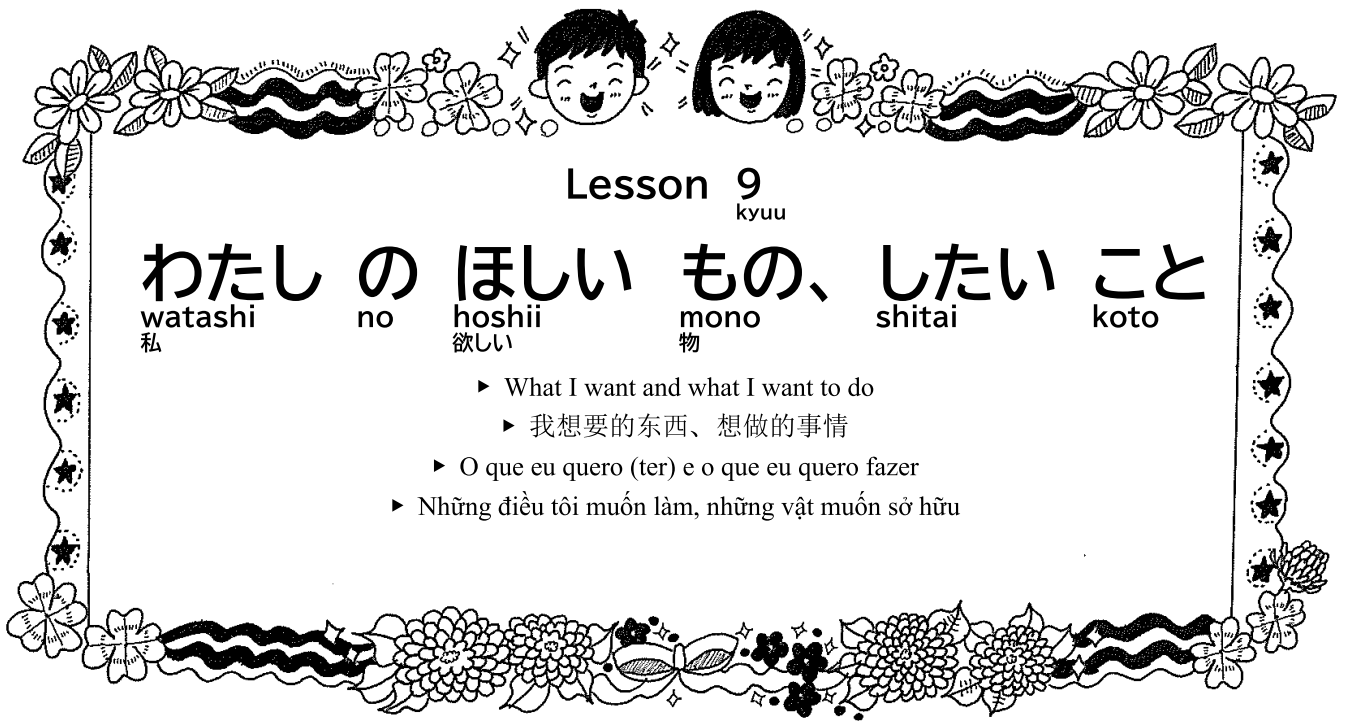 Lesson 9
kyuu
わたし の ほしい もの、したい こと
watashi no hoshii mono shitai koto
私 欲しい 物
▶ What I want and what I want to do
▶ 我想要的东西、想做的事情
▶ O que eu quero (ter) e o que eu quero fazer
▶ Những điều tôi muốn làm, những vật muốn sở hữu